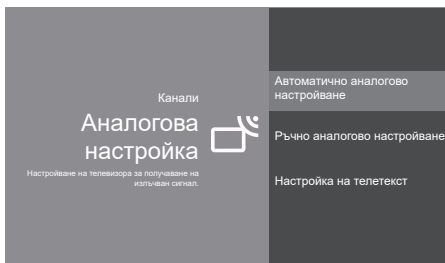 Канали
Аналогова
настройка
Настройване на телевизора за получаване на
излъчван сигнал.
Автоматично аналогово
настройване
Ръчно аналогово настройване
Настройка на телетекст